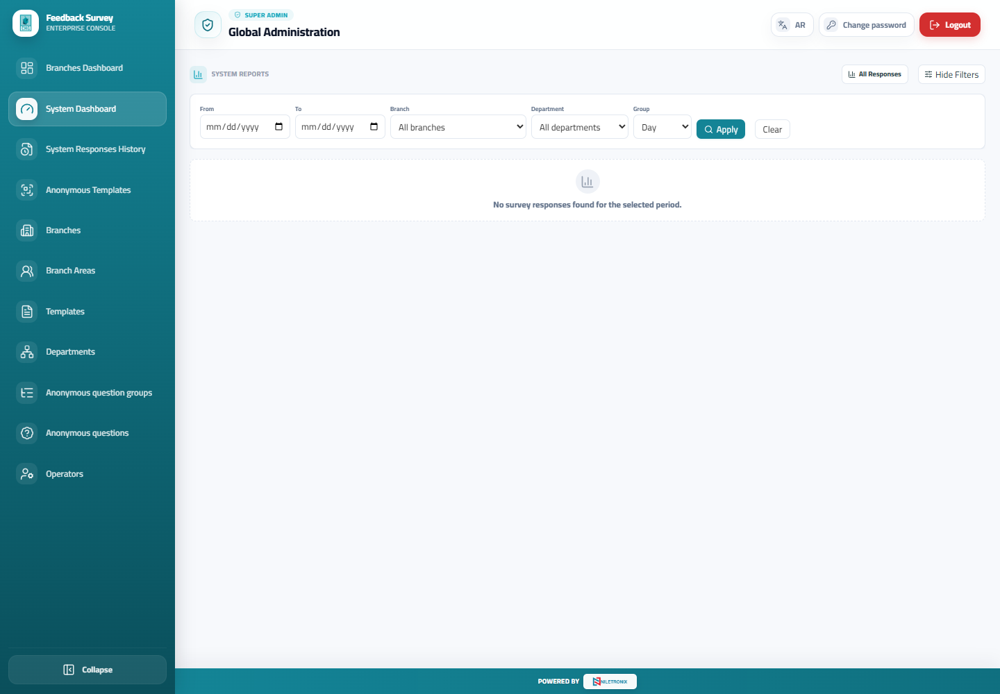 Feedback Survey
ENTERPRISE CONSOLE
Branches Dashboard
System Dashboard
System Responses History
Anonymous Templates
Branches
Branch Areas
Templates
Departments
Anonymous question groups
Anonymous questions
Operators
Collapse
SUPER ADMIN
Global Administration
AR
Change password
Logout
SYSTEM REPORTS
All Responses
Hide Filters
From
To
Branch
Department
Group
mm/dd/yyyy
mm/dd/yyyy
All branches
All departments
Day
Apply
Clear
No survey responses found for the selected period.
POWERED BY
NILETRONIX
CHG